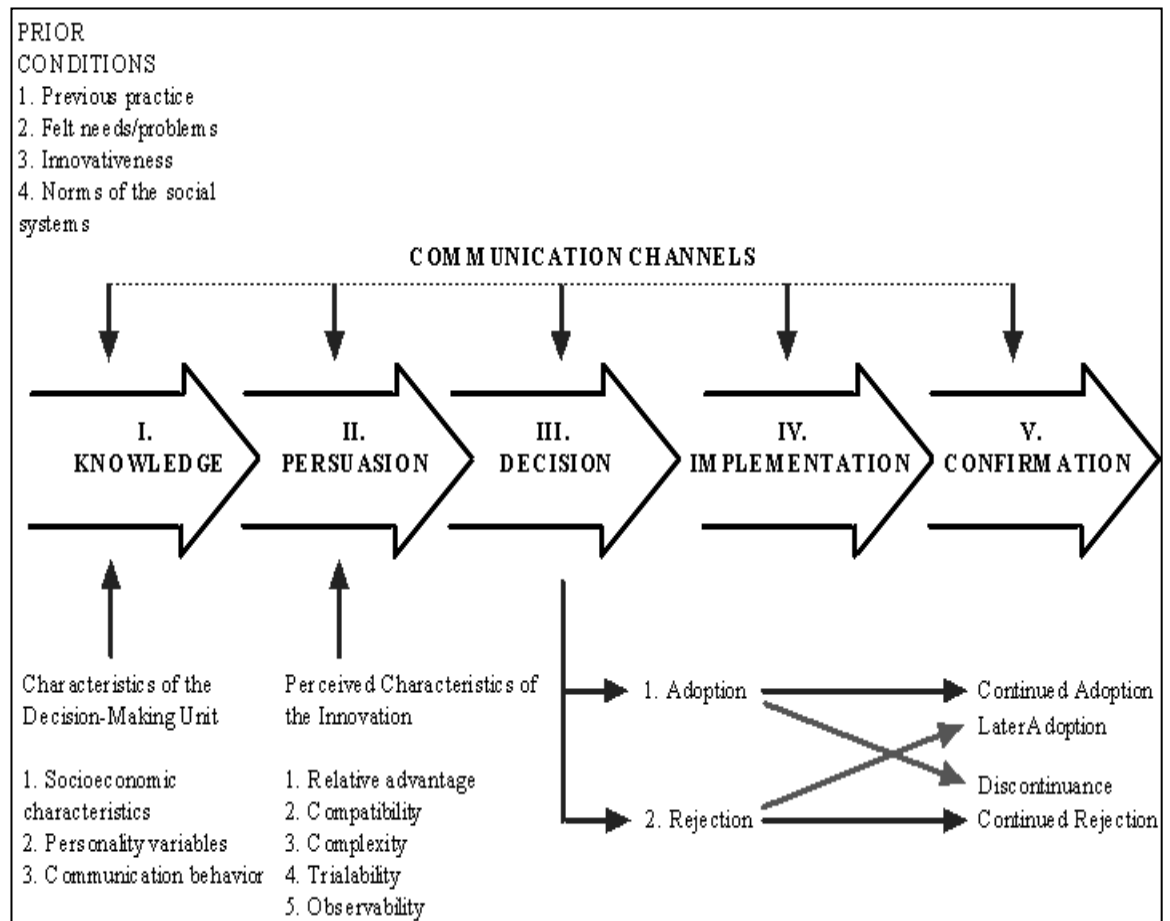 PRIOR
CONDITIONS
1. Previous practice
2. Felt needs/problems
3. Innovativeness
4. Norms of the social
systems
COMMUNICATION CHANNELS
I.
KNOWLEDGE
II.
PERSUASION
III.
DECISION
IV.
IMPLEMENTATION
V.
CONFIRMATION
Characteristics of the
Decision-Making Unit
1. Socioeconomic
characteristics
2. Personality variables
3. Communication behavior
Perceived Characteristics of
the Innovation
1. Relative advantage
2. Compatibility
3. Complexity
4. Trialability
5. Observability
1. Adoption
2. Rejection
Continued Adoption
Later Adoption
Discontinuance
Continued Rejection